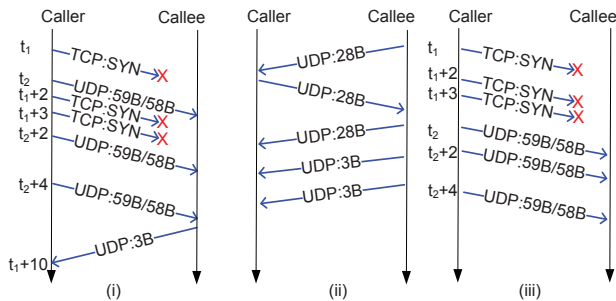 Caller Callee
t1
TCP:SYN
X
t2
UDP:59B/58B
t1+2
TCP:SYN
X
t1+3
TCP:SYN
X
t2+2
UDP:59B/58B
t2+4
UDP:59B/58B
UDP:3B
t1+10
(i)
Caller Callee
UDP:28B
UDP:28B
UDP:28B
UDP:3B
UDP:3B
(ii)
Caller Callee
t1
TCP:SYN
X
t1+2
TCP:SYN
X
t1+3
TCP:SYN
X
t2
UDP:59B/58B
t2+2
UDP:59B/58B
t2+4
UDP:59B/58B
(iii)